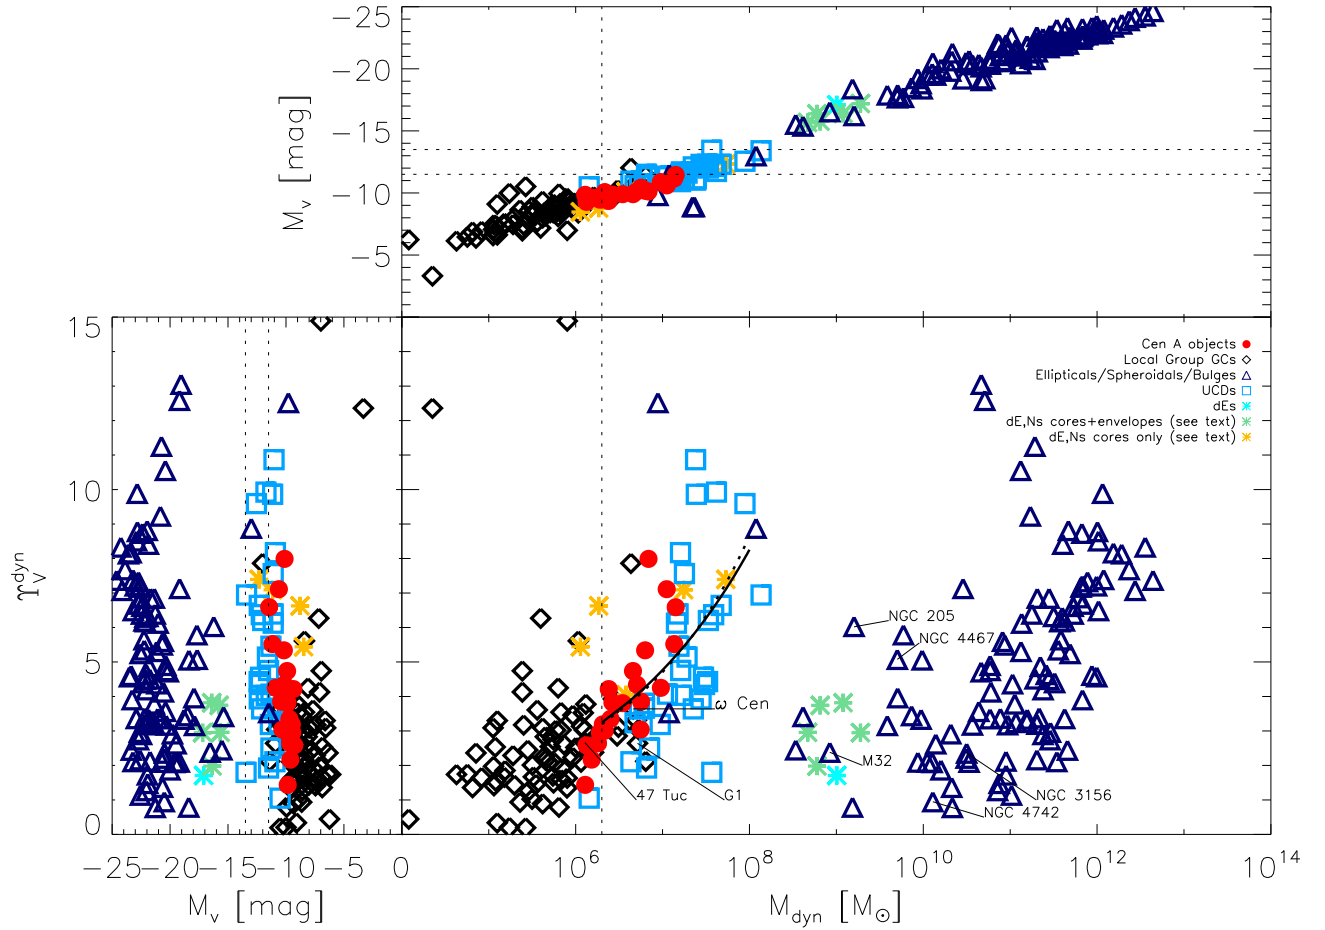 −25
−20
−15
−10
−5
M_v [mag]
15
10
5
0
ϒ_V^dyn
Cen A objects
Local Group GCs
Ellipticals/Spheroidals/Bulges
UCDs
dEs
dE,Ns cores+envelopes (see text)
dE,Ns cores only (see text)
NGC 205
NGC 4467
ω Cen
M32
47 Tuc
G1
NGC 3156
NGC 4742
−25 −20 −15 −10 −5 0 10^6 10^8 10^10 10^12 10^14
M_v [mag]
M_dyn [M_⊙]